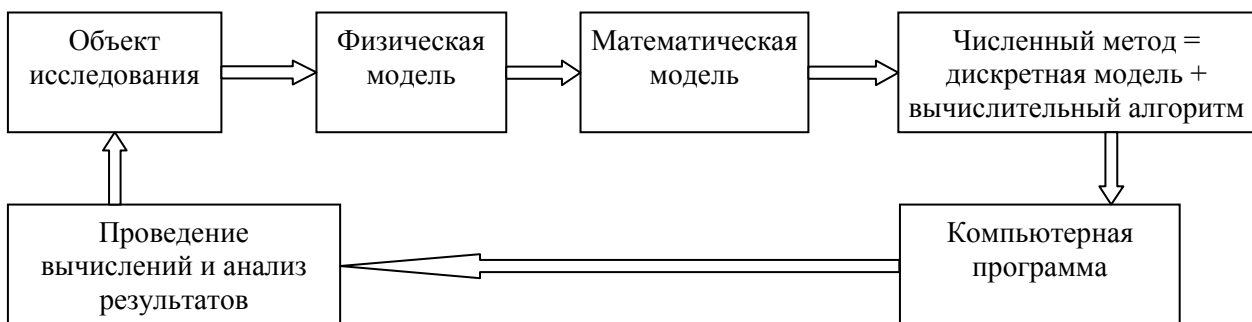 Объект
исследования
Физическая
модель
Математическая
модель
Численный метод =
дискретная модель +
вычислительный алгоритм
Проведение
вычислений и анализ
результатов
Компьютерная
программа